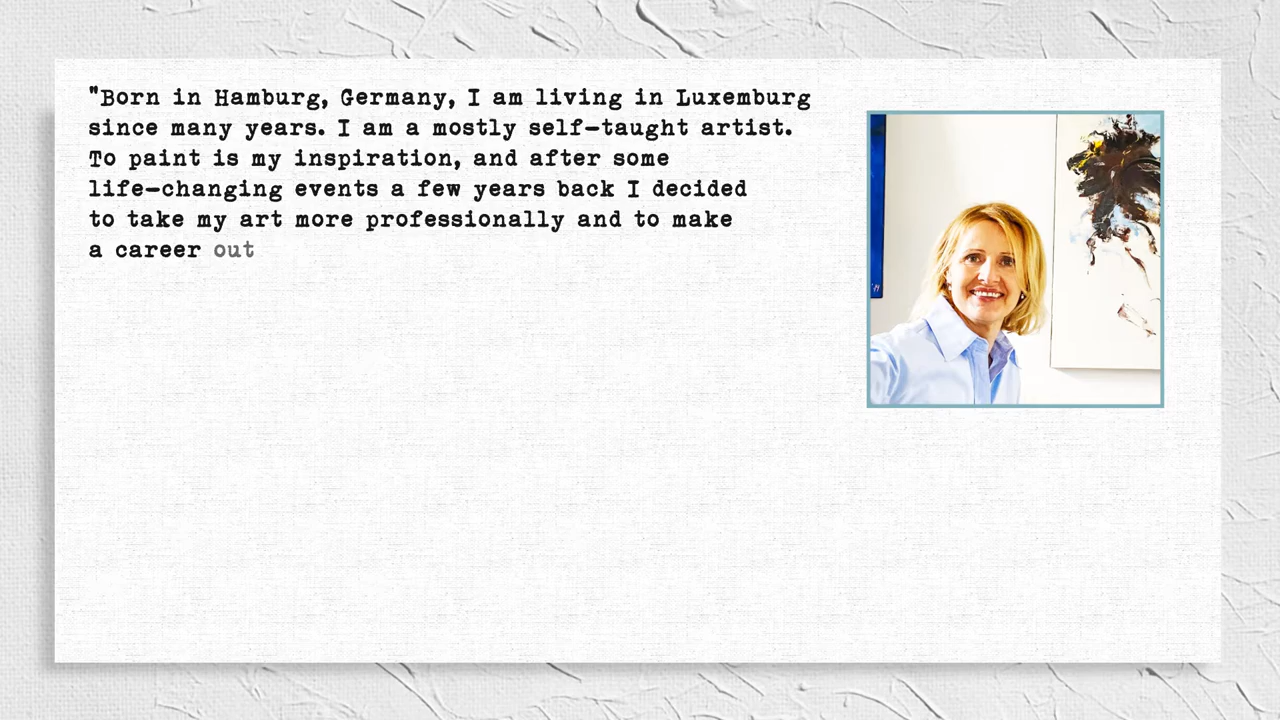 "Born in Hamburg, Germany, I am living in Luxemburg
since many years. I am a mostly self-taught artist.
To paint is my inspiration, and after some
life-changing events a few years back I decided
to take my art more professionally and to make
a career out